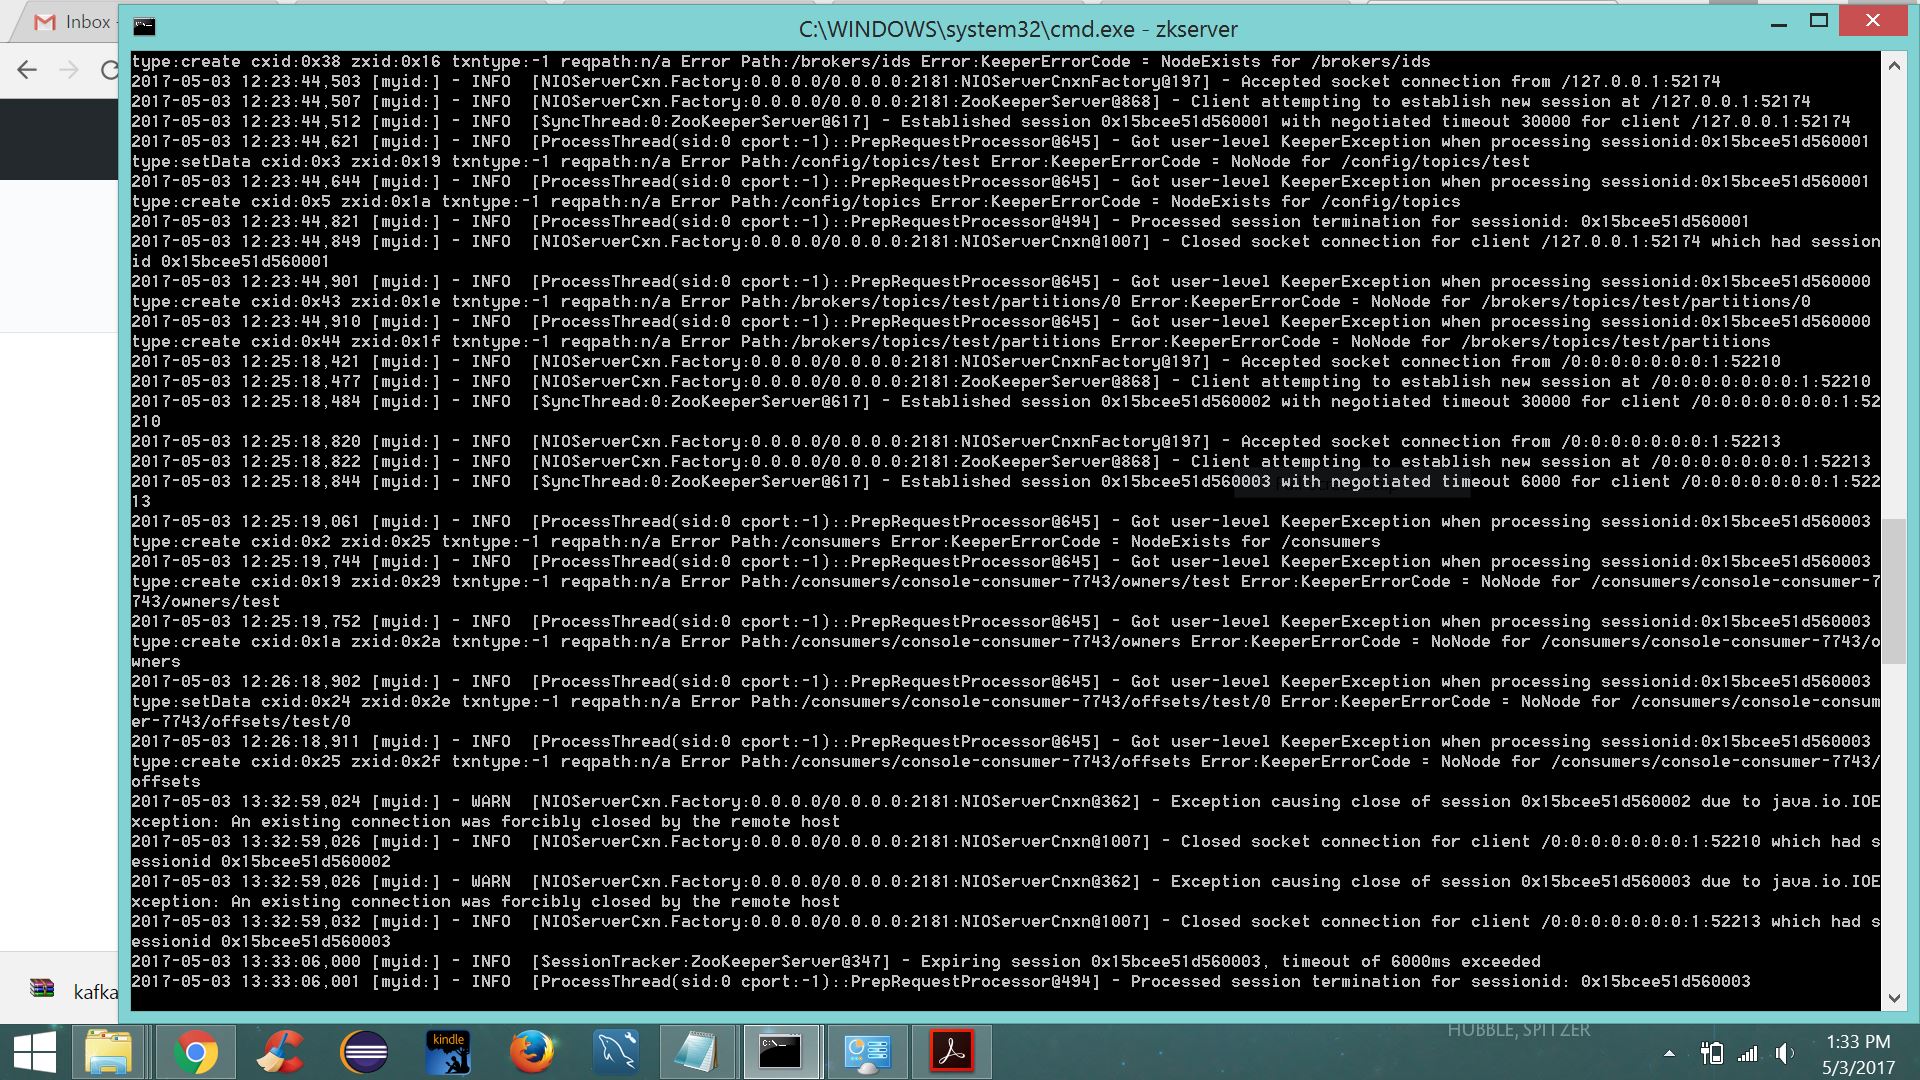 Inbox -
C:\WINDOWS\system32\cmd.exe - zkserver
type:create cxid:0x38 zxid:0x16 txntype:-1 reqpath:n/a Error Path:/brokers/ids Error:KeeperErrorCode = NodeExists for /brokers/ids
2017-05-03 12:23:44,503 [myid:] - INFO  [NIOServerCxn.Factory:0.0.0.0/0.0.0.0:2181:NIOServerCnxnFactory@197] - Accepted socket connection from /127.0.0.1:52174
2017-05-03 12:23:44,507 [myid:] - INFO  [NIOServerCxn.Factory:0.0.0.0/0.0.0.0:2181:ZooKeeperServer@868] - Client attempting to establish new session at /127.0.0.1:52174
2017-05-03 12:23:44,512 [myid:] - INFO  [SyncThread:0:ZooKeeperServer@617] - Established session 0x15bcee51d560001 with negotiated timeout 30000 for client /127.0.0.1:52174
2017-05-03 12:23:44,621 [myid:] - INFO  [ProcessThread(sid:0 cport:-1)::PrepRequestProcessor@645] - Got user-level KeeperException when processing sessionid:0x15bcee51d560001
type:setData cxid:0x3 zxid:0x19 txntype:-1 reqpath:n/a Error Path:/config/topics/test Error:KeeperErrorCode = NoNode for /config/topics/test
2017-05-03 12:23:44,644 [myid:] - INFO  [ProcessThread(sid:0 cport:-1)::PrepRequestProcessor@645] - Got user-level KeeperException when processing sessionid:0x15bcee51d560001
type:create cxid:0x5 zxid:0x1a txntype:-1 reqpath:n/a Error Path:/config/topics Error:KeeperErrorCode = NodeExists for /config/topics
2017-05-03 12:23:44,821 [myid:] - INFO  [ProcessThread(sid:0 cport:-1)::PrepRequestProcessor@494] - Processed session termination for sessionid: 0x15bcee51d560001
2017-05-03 12:23:44,849 [myid:] - INFO  [NIOServerCxn.Factory:0.0.0.0/0.0.0.0:2181:NIOServerCnxn@1007] - Closed socket connection for client /127.0.0.1:52174 which had session
id 0x15bcee51d560001
2017-05-03 12:23:44,901 [myid:] - INFO  [ProcessThread(sid:0 cport:-1)::PrepRequestProcessor@645] - Got user-level KeeperException when processing sessionid:0x15bcee51d560000
type:create cxid:0x43 zxid:0x1e txntype:-1 reqpath:n/a Error Path:/brokers/topics/test/partitions/0 Error:KeeperErrorCode = NoNode for /brokers/topics/test/partitions/0
2017-05-03 12:23:44,910 [myid:] - INFO  [ProcessThread(sid:0 cport:-1)::PrepRequestProcessor@645] - Got user-level KeeperException when processing sessionid:0x15bcee51d560000
type:create cxid:0x44 zxid:0x1f txntype:-1 reqpath:n/a Error Path:/brokers/topics/test/partitions Error:KeeperErrorCode = NoNode for /brokers/topics/test/partitions
2017-05-03 12:25:18,421 [myid:] - INFO  [NIOServerCxn.Factory:0.0.0.0/0.0.0.0:2181:NIOServerCnxnFactory@197] - Accepted socket connection from /0:0:0:0:0:0:0:1:52210
2017-05-03 12:25:18,477 [myid:] - INFO  [NIOServerCxn.Factory:0.0.0.0/0.0.0.0:2181:ZooKeeperServer@868] - Client attempting to establish new session at /0:0:0:0:0:0:0:1:52210
2017-05-03 12:25:18,484 [myid:] - INFO  [SyncThread:0:ZooKeeperServer@617] - Established session 0x15bcee51d560002 with negotiated timeout 30000 for client /0:0:0:0:0:0:0:1:52
210
2017-05-03 12:25:18,820 [myid:] - INFO  [NIOServerCxn.Factory:0.0.0.0/0.0.0.0:2181:NIOServerCnxnFactory@197] - Accepted socket connection from /0:0:0:0:0:0:0:1:52213
2017-05-03 12:25:18,822 [myid:] - INFO  [NIOServerCxn.Factory:0.0.0.0/0.0.0.0:2181:ZooKeeperServer@868] - Client attempting to establish new session at /0:0:0:0:0:0:0:1:52213
2017-05-03 12:25:18,844 [myid:] - INFO  [SyncThread:0:ZooKeeperServer@617] - Established session 0x15bcee51d560003 with negotiated timeout 6000 for client /0:0:0:0:0:0:0:1:522
13
2017-05-03 12:25:19,061 [myid:] - INFO  [ProcessThread(sid:0 cport:-1)::PrepRequestProcessor@645] - Got user-level KeeperException when processing sessionid:0x15bcee51d560003
type:create cxid:0x2 zxid:0x25 txntype:-1 reqpath:n/a Error Path:/consumers Error:KeeperErrorCode = NodeExists for /consumers
2017-05-03 12:25:19,744 [myid:] - INFO  [ProcessThread(sid:0 cport:-1)::PrepRequestProcessor@645] - Got user-level KeeperException when processing sessionid:0x15bcee51d560003
type:create cxid:0x19 zxid:0x29 txntype:-1 reqpath:n/a Error Path:/consumers/console-consumer-7743/owners/test Error:KeeperErrorCode = NoNode for /consumers/console-consumer-7
743/owners/test
2017-05-03 12:25:19,752 [myid:] - INFO  [ProcessThread(sid:0 cport:-1)::PrepRequestProcessor@645] - Got user-level KeeperException when processing sessionid:0x15bcee51d560003
type:create cxid:0x1a zxid:0x2a txntype:-1 reqpath:n/a Error Path:/consumers/console-consumer-7743/owners Error:KeeperErrorCode = NoNode for /consumers/console-consumer-7743/o
wners
2017-05-03 12:26:18,902 [myid:] - INFO  [ProcessThread(sid:0 cport:-1)::PrepRequestProcessor@645] - Got user-level KeeperException when processing sessionid:0x15bcee51d560003
type:setData cxid:0x24 zxid:0x2e txntype:-1 reqpath:n/a Error Path:/consumers/console-consumer-7743/offsets/test/0 Error:KeeperErrorCode = NoNode for /consumers/console-consum
er-7743/offsets/test/0
2017-05-03 12:26:18,911 [myid:] - INFO  [ProcessThread(sid:0 cport:-1)::PrepRequestProcessor@645] - Got user-level KeeperException when processing sessionid:0x15bcee51d560003
type:create cxid:0x25 zxid:0x2f txntype:-1 reqpath:n/a Error Path:/consumers/console-consumer-7743/offsets Error:KeeperErrorCode = NoNode for /consumers/console-consumer-7743/
offsets
2017-05-03 13:32:59,024 [myid:] - WARN  [NIOServerCxn.Factory:0.0.0.0/0.0.0.0:2181:NIOServerCnxn@362] - Exception causing close of session 0x15bcee51d560002 due to java.io.IOE
xception: An existing connection was forcibly closed by the remote host
2017-05-03 13:32:59,026 [myid:] - INFO  [NIOServerCxn.Factory:0.0.0.0/0.0.0.0:2181:NIOServerCnxn@1007] - Closed socket connection for client /0:0:0:0:0:0:0:1:52210 which had s
essionid 0x15bcee51d560002
2017-05-03 13:32:59,026 [myid:] - WARN  [NIOServerCxn.Factory:0.0.0.0/0.0.0.0:2181:NIOServerCnxn@362] - Exception causing close of session 0x15bcee51d560003 due to java.io.IOE
xception: An existing connection was forcibly closed by the remote host
2017-05-03 13:32:59,032 [myid:] - INFO  [NIOServerCxn.Factory:0.0.0.0/0.0.0.0:2181:NIOServerCnxn@1007] - Closed socket connection for client /0:0:0:0:0:0:0:1:52213 which had s
essionid 0x15bcee51d560003
2017-05-03 13:33:06,000 [myid:] - INFO  [SessionTracker:ZooKeeperServer@347] - Expiring session 0x15bcee51d560003, timeout of 6000ms exceeded
2017-05-03 13:33:06,001 [myid:] - INFO  [ProcessThread(sid:0 cport:-1)::PrepRequestProcessor@494] - Processed session termination for sessionid: 0x15bcee51d560003
kafka
HUBBLE, SPITZER
kindle
1:33 PM
5/3/2017